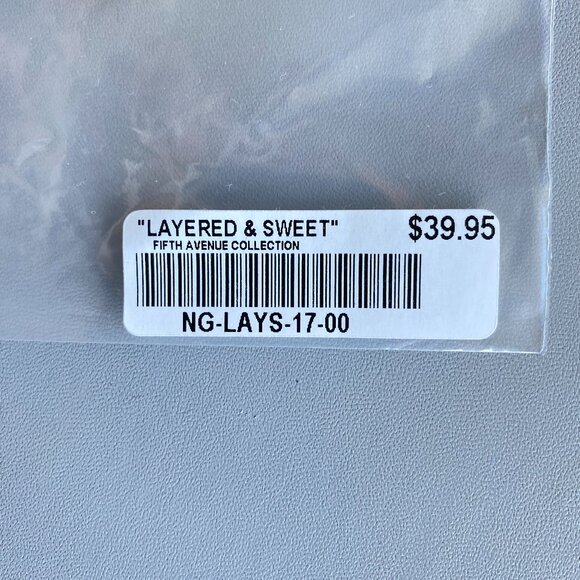 "LAYERED & SWEET" $39.95
FIFTH AVENUE COLLECTION
NG-LAYS-17-00